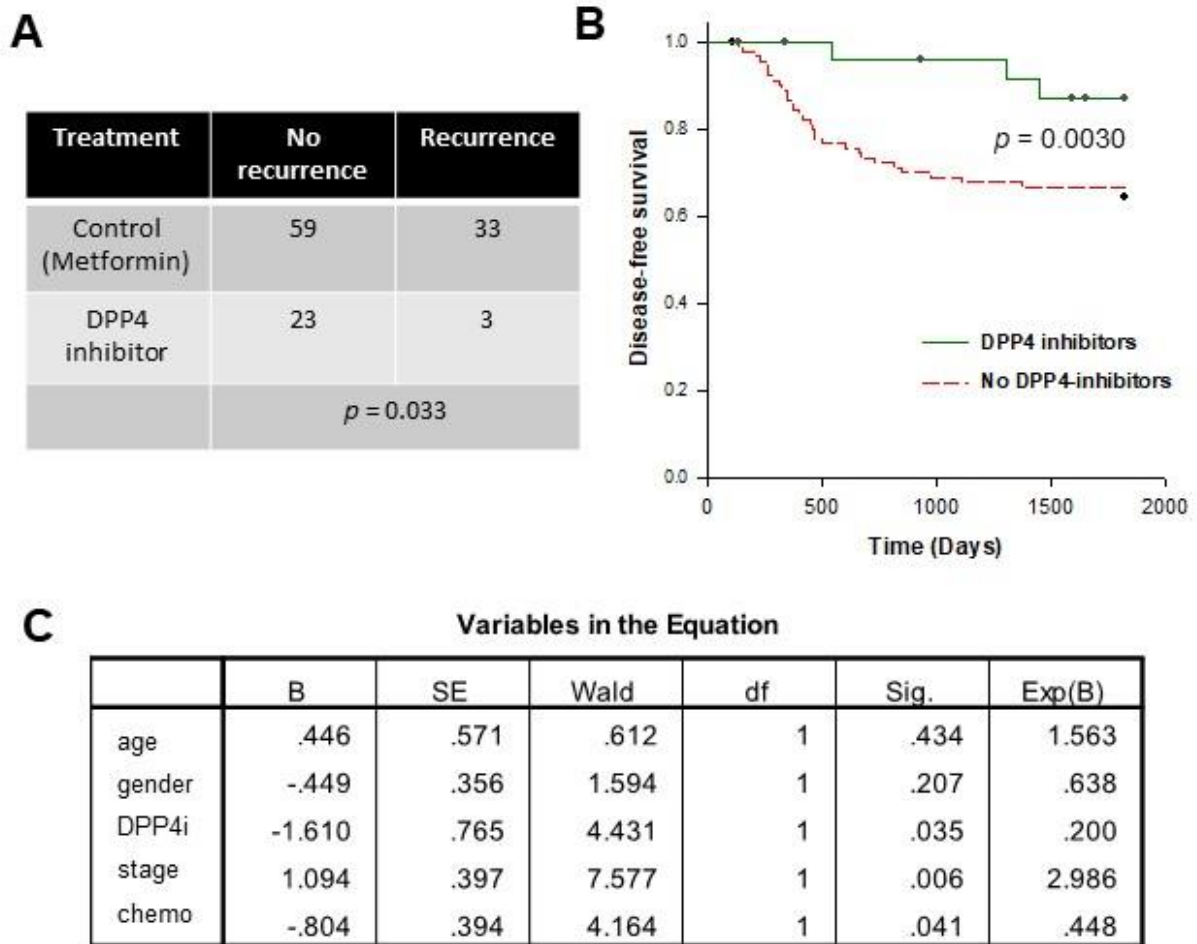 A
Treatment No recurrence Recurrence
Control (Metformin) 59 33
DPP4 inhibitor 23 3
p = 0.033
B
Disease-free survival
1.0
0.8
0.6
0.4
0.2
0.0
p = 0.0030
DPP4 inhibitors
No DPP4-inhibitors
0 500 1000 1500 2000
Time (Days)
C
Variables in the Equation
B SE Wald df Sig. Exp(B)
age .446 .571 .612 1 .434 1.563
gender -.449 .356 1.594 1 .207 .638
DPP4i -1.610 .765 4.431 1 .035 .200
stage 1.094 .397 7.577 1 .006 2.986
chemo -.804 .394 4.164 1 .041 .448